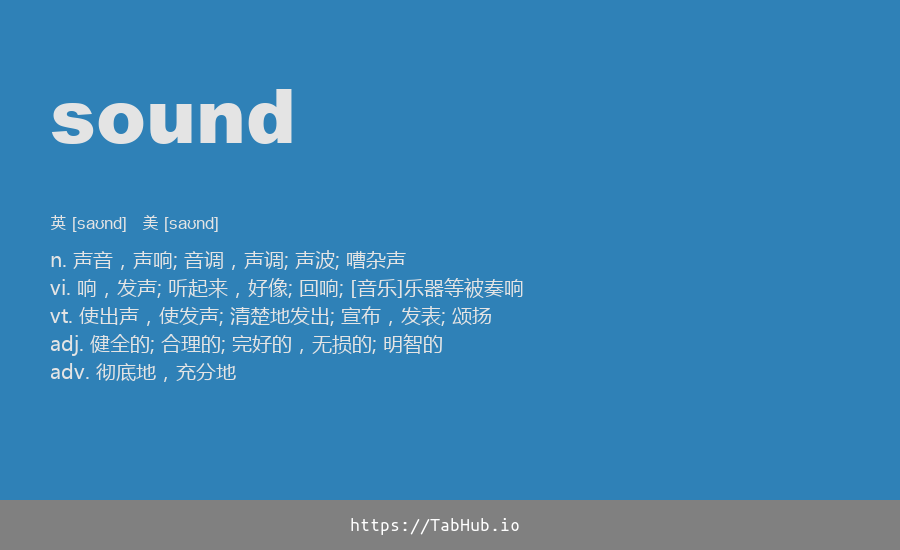 sound
英 [saʊnd] 美 [saʊnd]
n. 声音，声响; 音调，声调; 声波; 嘈杂声
vi. 响，发声; 听起来，好像; 回响; [音乐]乐器等被奏响
vt. 使出声，使发声; 清楚地发出; 宣布，发表; 颂扬
adj. 健全的; 合理的; 完好的，无损的; 明智的
adv. 彻底地，充分地
https://TabHub.io